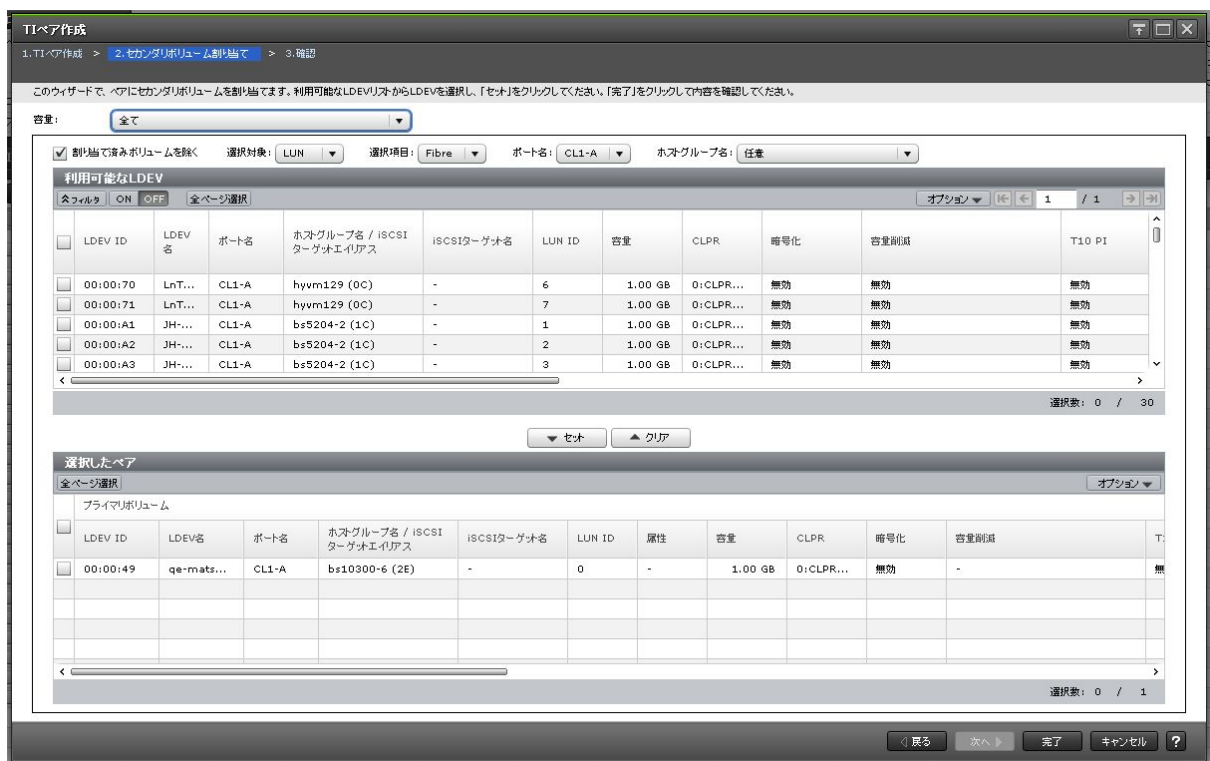 TIペア作成
1.TIペア作成 > 2.セカンダリボリューム割り当て > 3.確認
このウィザードで、ペアにセカンダリボリュームを割り当てます。利用可能なLDEVリストからLDEVを選択し、「セット」をクリックしてください。「完了」をクリックして内容を確認してください。
容量: 全て
割り当て済みボリュームを除く 選択対象: LUN 選択項目: Fibre ポート名: CL1-A ホストグループ名: 任意
利用可能なLDEV
フィルタ ON OFF 全ページ選択 オプション 1 / 1
LDEV ID LDEV名 ポート名 ホストグループ名 / iSCSIターゲットエイリアス iSCSIターゲット名 LUN ID 容量 CLPR 暗号化 容量削減 T10 PI
00:00:70 LnT... CL1-A hyvm129 (0C) - 6 1.00 GB 0:CLPR... 無効 無効 無効
00:00:71 LnT... CL1-A hyvm129 (0C) - 7 1.00 GB 0:CLPR... 無効 無効 無効
00:00:A1 JH-... CL1-A bs5204-2 (1C) - 1 1.00 GB 0:CLPR... 無効 無効 無効
00:00:A2 JH-... CL1-A bs5204-2 (1C) - 2 1.00 GB 0:CLPR... 無効 無効 無効
00:00:A3 JH-... CL1-A bs5204-2 (1C) - 3 1.00 GB 0:CLPR... 無効 無効 無効
選択数: 0 / 30
セット クリア
選択したペア
全ページ選択 オプション
プライマリボリューム
LDEV ID LDEV名 ポート名 ホストグループ名 / iSCSIターゲットエイリアス iSCSIターゲット名 LUN ID 属性 容量 CLPR 暗号化 容量削減
00:00:49 qe-mats... CL1-A bs10300-6 (2E) - 0 - 1.00 GB 0:CLPR... 無効 -
選択数: 0 / 1
戻る 次へ 完了 キャンセル ?